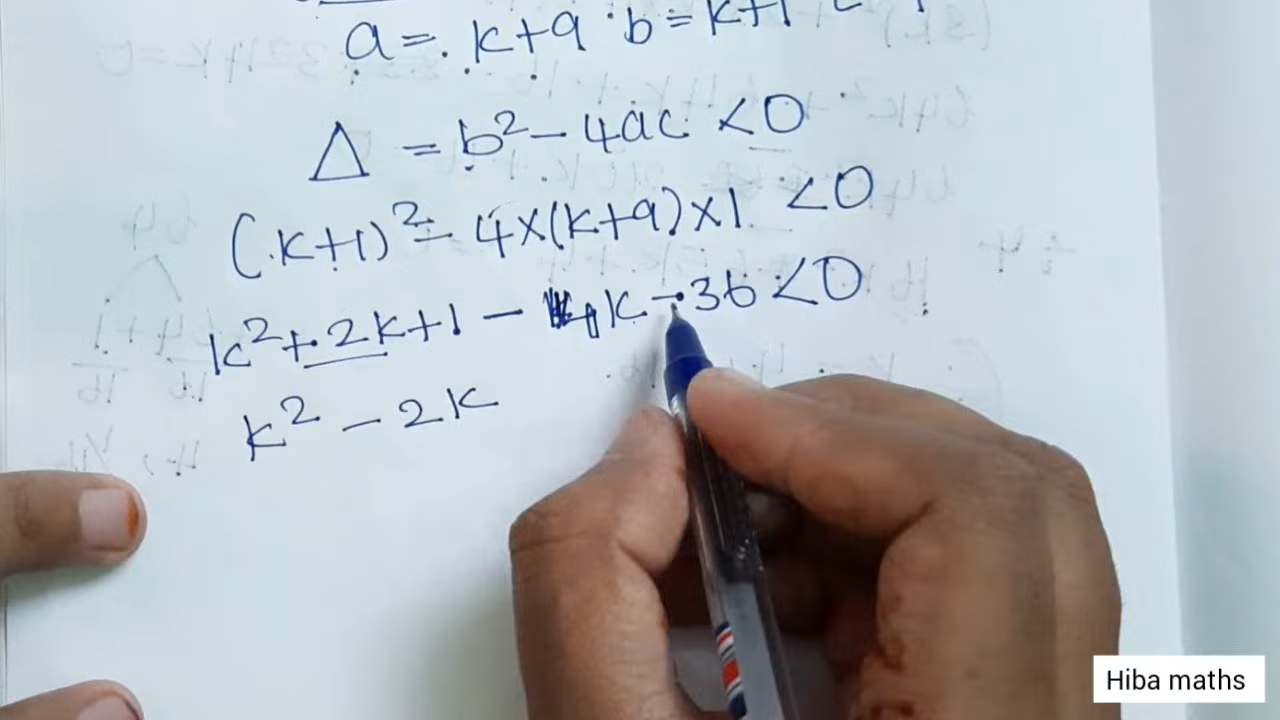 a = k+9 b = k+1
Δ = b² - 4ac < 0
(k+1)² - 4×(k+9)×1 < 0
k² + 2k + 1 - 4k - 36 < 0
k² - 2k
Hiba maths